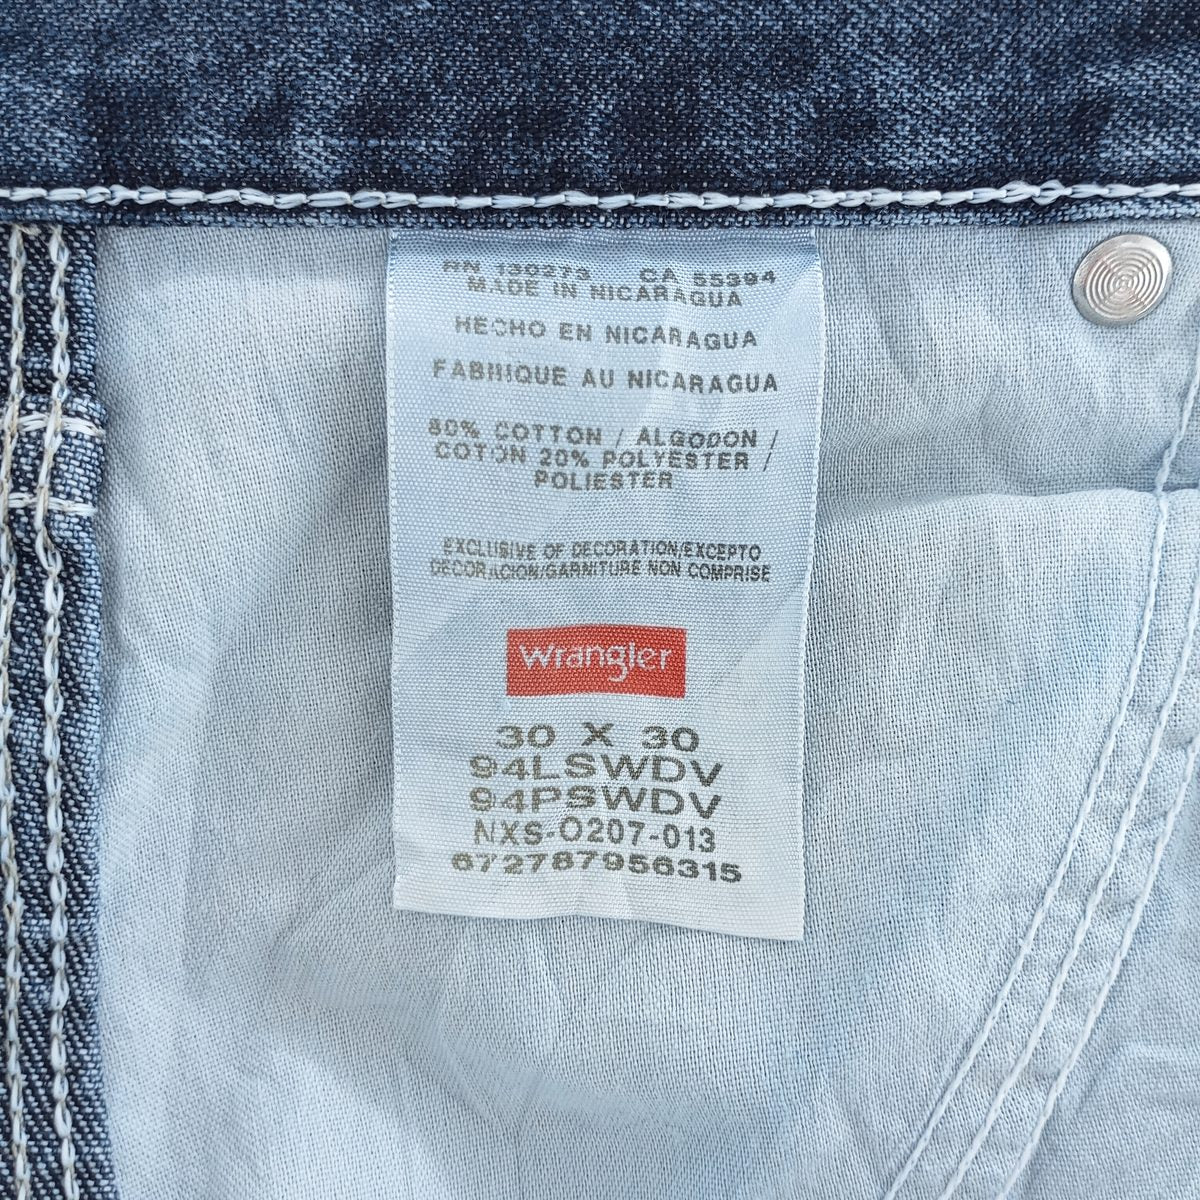 RN 130273 CA 55394
MADE IN NICARAGUA
HECHO EN NICARAGUA
FABRIQUE AU NICARAGUA
80% COTTON / ALGODON /
COTON 20% POLYESTER /
POLIESTER
EXCLUSIVE OF DECORATION/EXCEPTO
DECORACION/GARNITURE NON COMPRISE
Wrangler
30 X 30
94LSWDV
94PSWDV
NXS-0207-013
672787956315